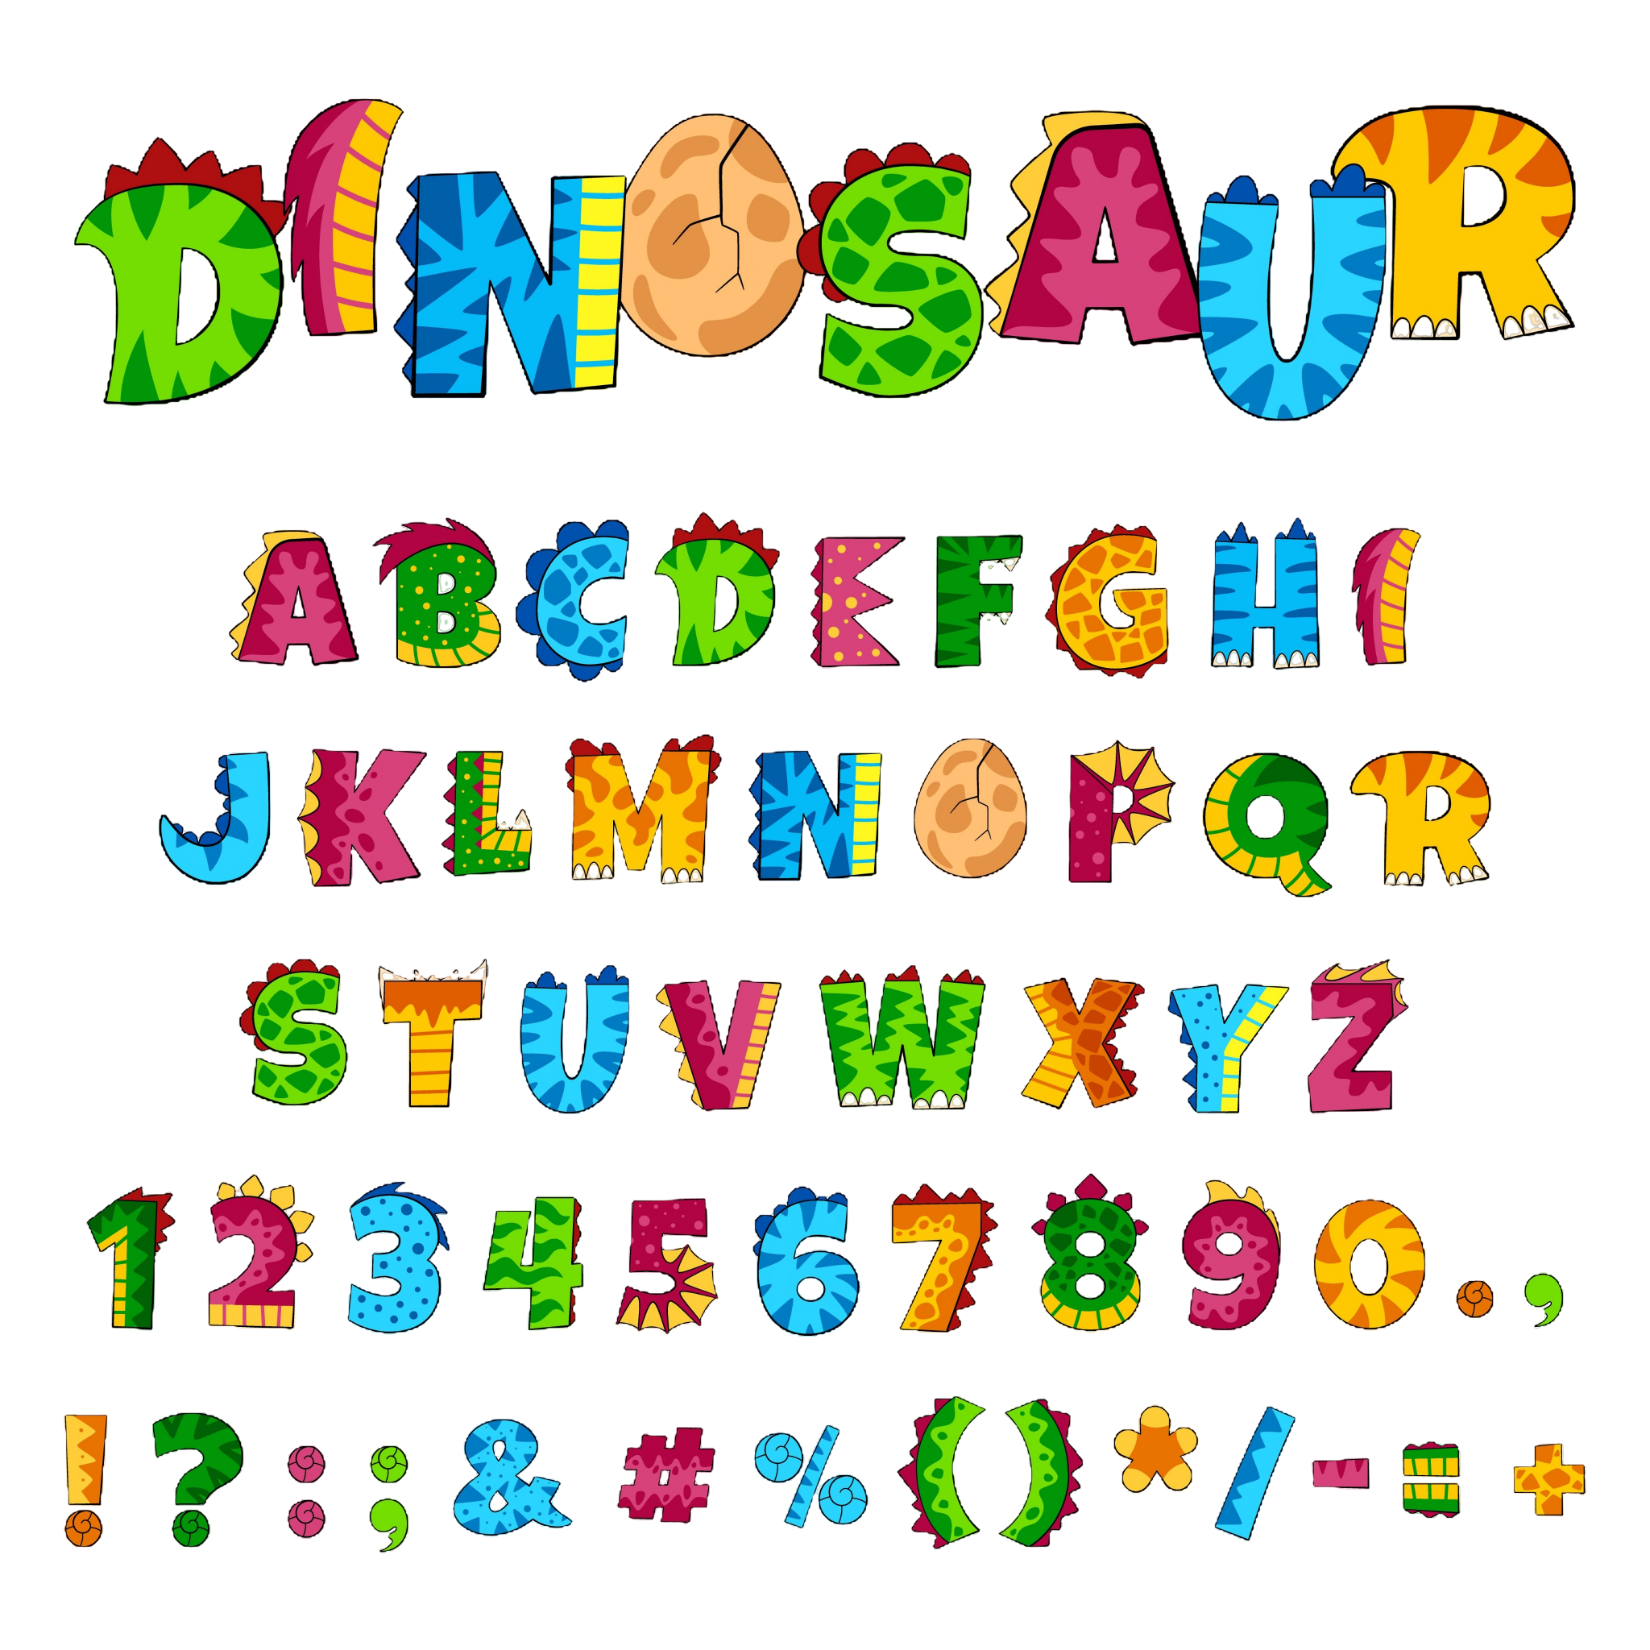 DINOSAUR
ABCDEFGHI
JKLMNOPQR
STUVWXYZ
1234567890.,
!?:;&#%()*/-=+